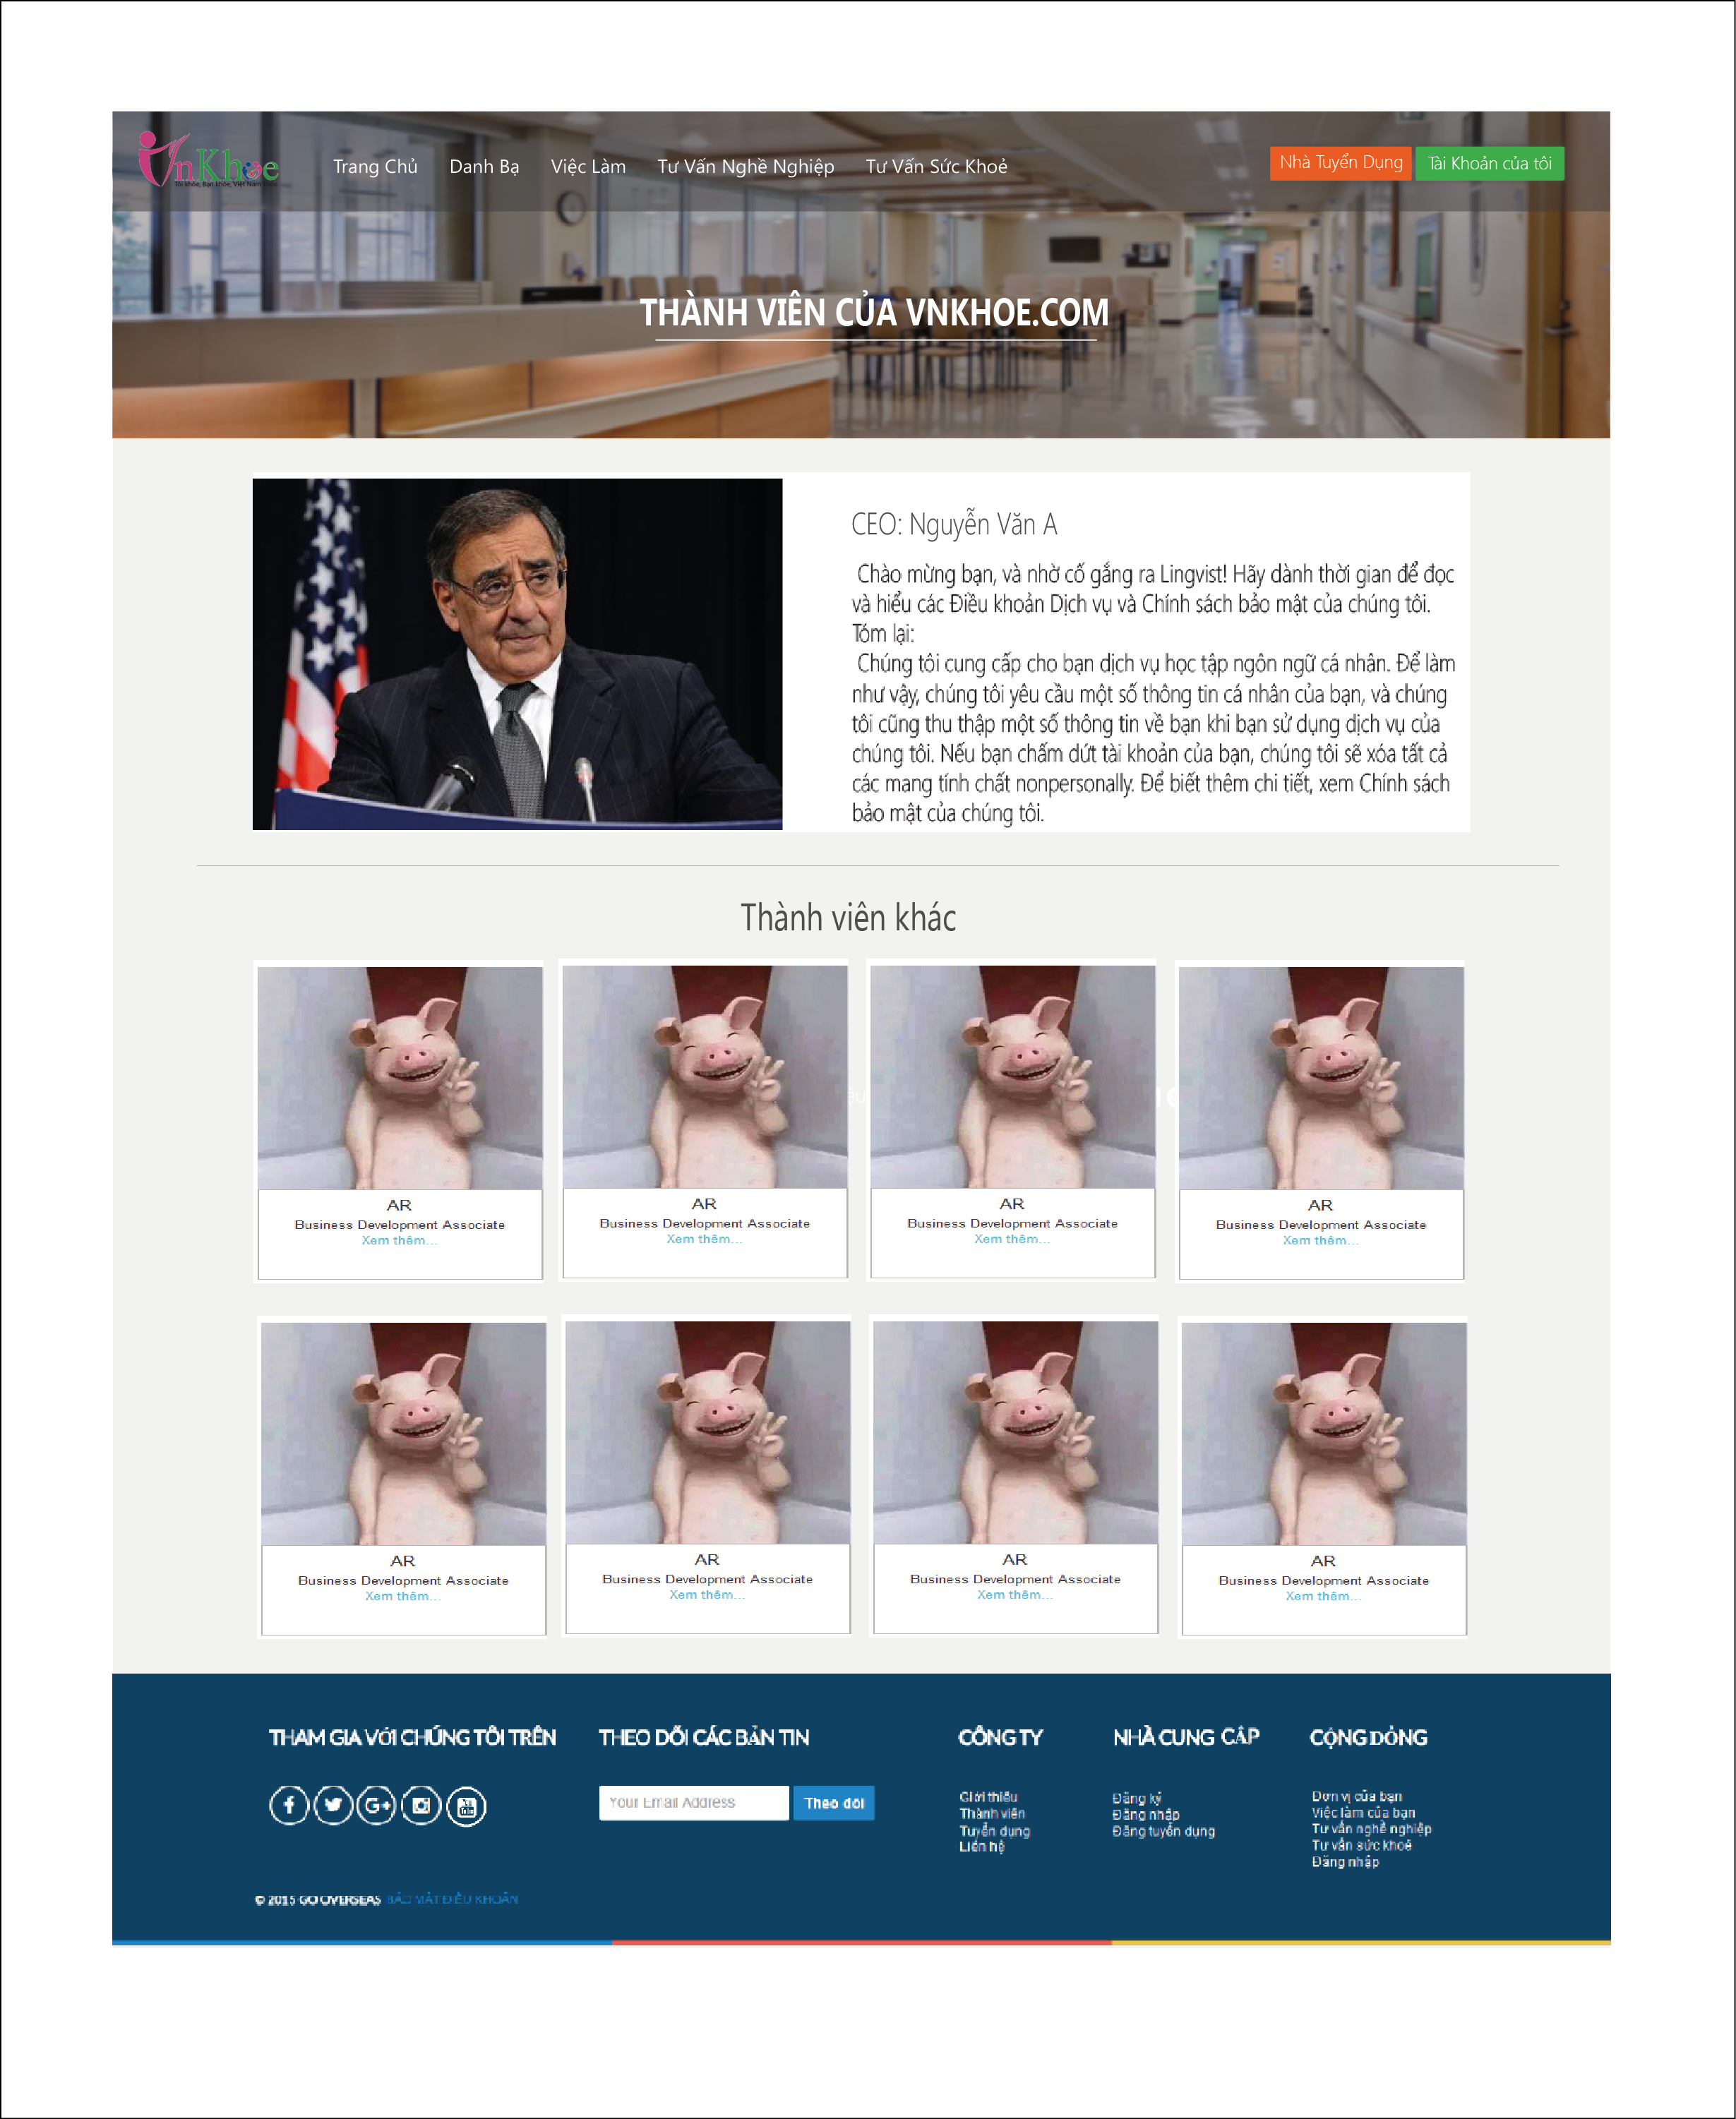 VnKhoe
Tôi khỏe, Bạn khỏe, Việt Nam
Trang Chủ
Danh Bạ
Việc Làm
Tư Vấn Nghề Nghiệp
Tư Vấn Sức Khoẻ
Nhà Tuyển Dụng
Tài Khoản của tôi
THÀNH VIÊN CỦA VNKHOE.COM
CEO: Nguyễn Văn A
Chào mừng bạn, và nhờ cố gắng ra Lingvist! Hãy dành thời gian để đọc
và hiểu các Điều khoản Dịch vụ và Chính sách bảo mật của chúng tôi.
Tóm lại:
Chúng tôi cung cấp cho bạn dịch vụ học tập ngôn ngữ cá nhân. Để làm
như vậy, chúng tôi yêu cầu một số thông tin cá nhân của bạn, và chúng
tôi cũng thu thập một số thông tin về bạn khi bạn sử dụng dịch vụ của
chúng tôi. Nếu bạn chấm dứt tài khoản của bạn, chúng tôi sẽ xóa tất cả
các mang tính chất nonpersonally. Để biết thêm chi tiết, xem Chính sách
bảo mật của chúng tôi.
Thành viên khác
AR
Business Development Associate
Xem thêm...
AR
Business Development Associate
Xem thêm...
AR
Business Development Associate
Xem thêm...
AR
Business Development Associate
Xem thêm...
AR
Business Development Associate
Xem thêm...
AR
Business Development Associate
Xem thêm...
AR
Business Development Associate
Xem thêm...
AR
Business Development Associate
Xem thêm...
THAM GIA VỚI CHÚNG TÔI TRÊN
THEO DÕI CÁC BẢN TIN
Your Email Address
Theo dõi
CÔNG TY
Giới thiệu
Thành viên
Tuyển dụng
Liên hệ
NHÀ CUNG CẤP
Đăng ký
Đăng nhập
Đăng tuyển dụng
CỘNG ĐỒNG
Đơn vị của bạn
Việc làm của bạn
Tư vấn nghề nghiệp
Tư vấn sức khoẻ
Đăng nhập
© 2015 GO OVERSEAS BẢO MẬT ĐIỀU KHOẢN